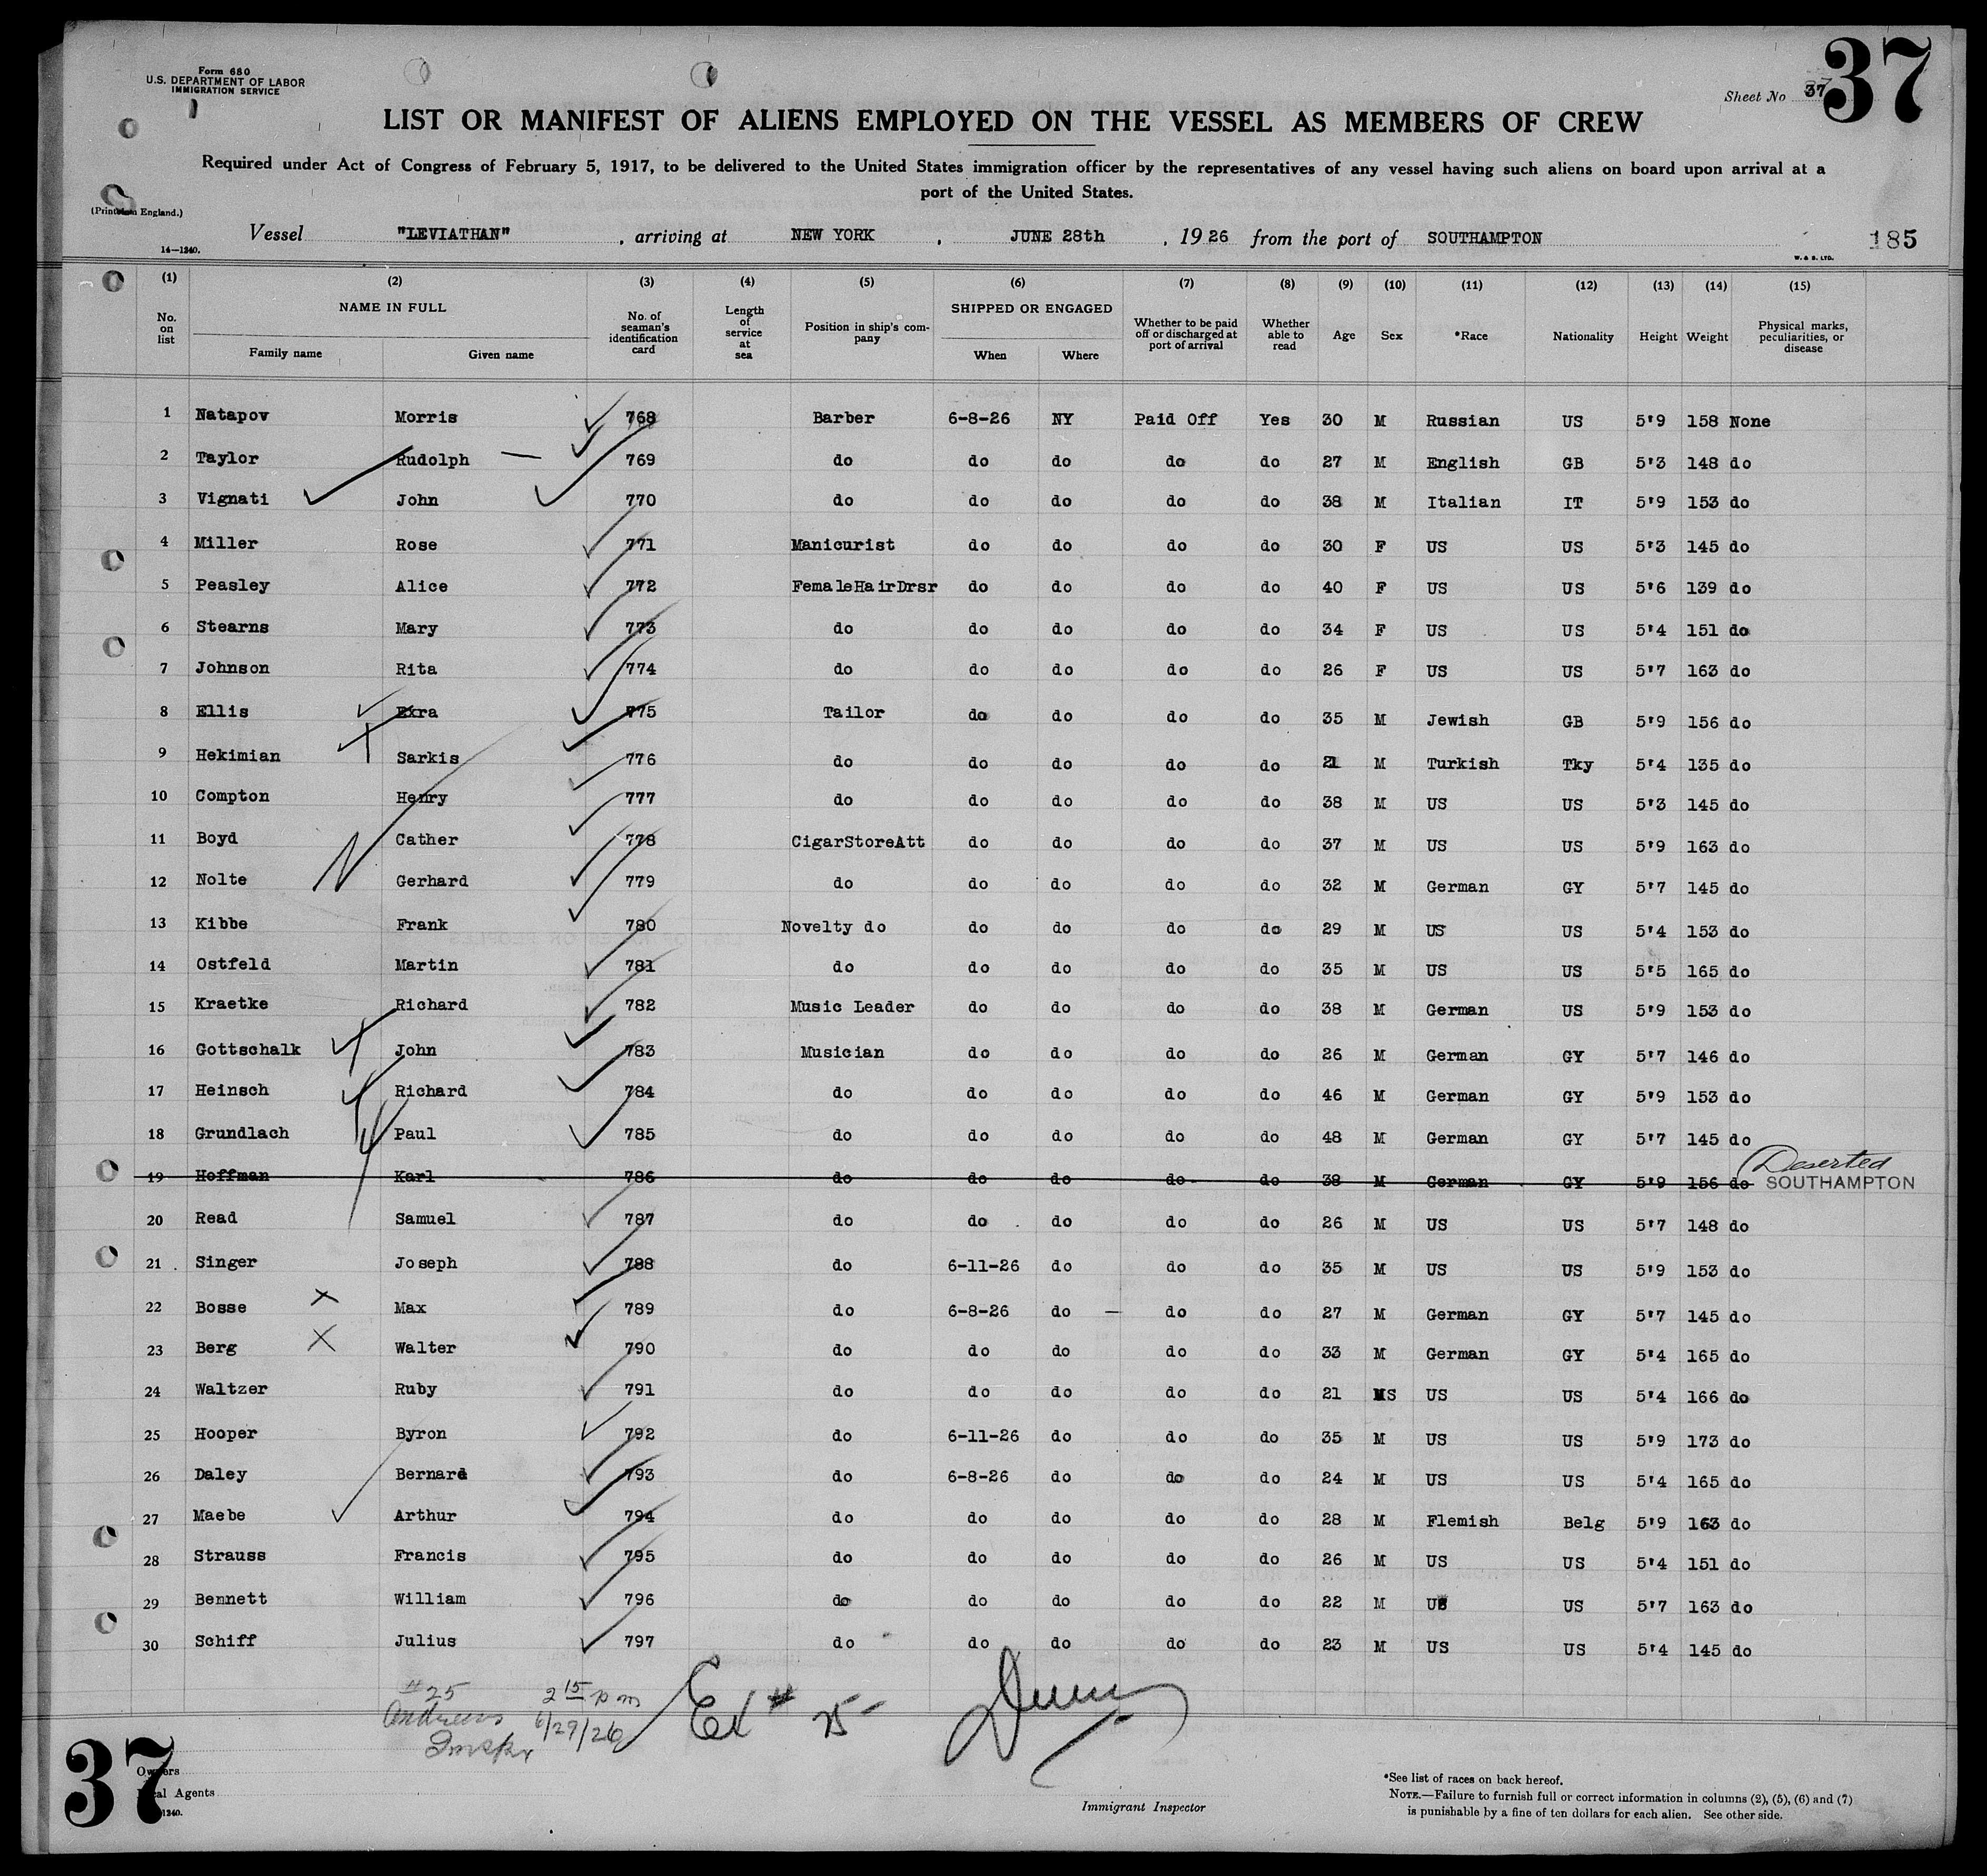 Form 680
U.S. DEPARTMENT OF LABOR
IMMIGRATION SERVICE
37
Sheet No 37
LIST OR MANIFEST OF ALIENS EMPLOYED ON THE VESSEL AS MEMBERS OF CREW
Required under Act of Congress of February 5, 1917, to be delivered to the United States immigration officer by the representatives of any vessel having such aliens on board upon arrival at a
port of the United States.
(Printed in England.)
14—1240.
Vessel "LEVIATHAN" , arriving at NEW YORK , JUNE 28th , 1926 from the port of SOUTHAMPTON
185
W. & S. LTD.
(1) (2) (3) (4) (5) (6) (7) (8) (9) (10) (11) (12) (13) (14) (15)
No. on list NAME IN FULL Family name Given name No. of seaman's identification card Length of service at sea Position in ship's company SHIPPED OR ENGAGED When Where Whether to be paid off or discharged at port of arrival Whether able to read Age Sex *Race Nationality Height Weight Physical marks, peculiarities, or disease
1 Natapov Morris 768 Barber 6-8-26 NY Paid Off Yes 30 M Russian US 5'9 158 None
2 Taylor Rudolph 769 do do do do do 27 M English GB 5'3 148 do
3 Vignati John 770 do do do do do 38 M Italian IT 5'9 153 do
4 Miller Rose 771 Manicurist do do do do 30 F US US 5'3 145 do
5 Peasley Alice 772 FemaleHairDrsr do do do do 40 F US US 5'6 139 do
6 Stearns Mary 773 do do do do do 34 F US US 5'4 151 do
7 Johnson Rita 774 do do do do do 26 F US US 5'7 163 do
8 Ellis Exra 775 Tailor do do do do 35 M Jewish GB 5'9 156 do
9 Hekimian Sarkis 776 do do do do do 21 M Turkish Tky 5'4 135 do
10 Compton Henry 777 do do do do do 38 M US US 5'3 145 do
11 Boyd Cather 778 CigarStoreAtt do do do do 37 M US US 5'9 163 do
12 Nolte Gerhard 779 do do do do do 32 M German GY 5'7 145 do
13 Kibbe Frank 780 Novelty do do do do do 29 M US US 5'4 153 do
14 Ostfeld Martin 781 do do do do do 35 M US US 5'5 165 do
15 Kraetke Richard 782 Music Leader do do do do 38 M German US 5'9 153 do
16 Gottschalk John 783 Musician do do do do 26 M German GY 5'7 146 do
17 Heinsch Richard 784 do do do do do 46 M German GY 5'9 153 do
18 Grundlach Paul 785 do do do do do 48 M German GY 5'7 145 do
19 Hoffman Karl 786 do do do do do 38 M German GY 5'9 156 do Deserted SOUTHAMPTON
20 Read Samuel 787 do do do do do 26 M US US 5'7 148 do
21 Singer Joseph 788 do 6-11-26 do do do 35 M US US 5'9 153 do
22 Bosse Max 789 do 6-8-26 do do do 27 M German GY 5'7 145 do
23 Berg Walter 790 do do do do do 33 M German GY 5'4 165 do
24 Waltzer Ruby 791 do do do do do 21 MS US US 5'4 166 do
25 Hooper Byron 792 do 6-11-26 do do do 35 M US US 5'9 173 do
26 Daley Bernard 793 do 6-8-26 do do do 24 M US US 5'4 165 do
27 Maebe Arthur 794 do do do do do 28 M Flemish Belg 5'9 163 do
28 Strauss Francis 795 do do do do do 26 M US US 5'4 151 do
29 Bennett William 796 do do do do do 22 M US US 5'7 163 do
30 Schiff Julius 797 do do do do do 23 M US US 5'4 145 do
#25 2 15 pm
Andrews 6/29/26
Inspr
Ex # 25
37
Owners
Local Agents
1240.
Immigrant Inspector
*See list of races on back hereof.
NOTE.—Failure to furnish full or correct information in columns (2), (5), (6) and (7)
is punishable by a fine of ten dollars for each alien. See other side.